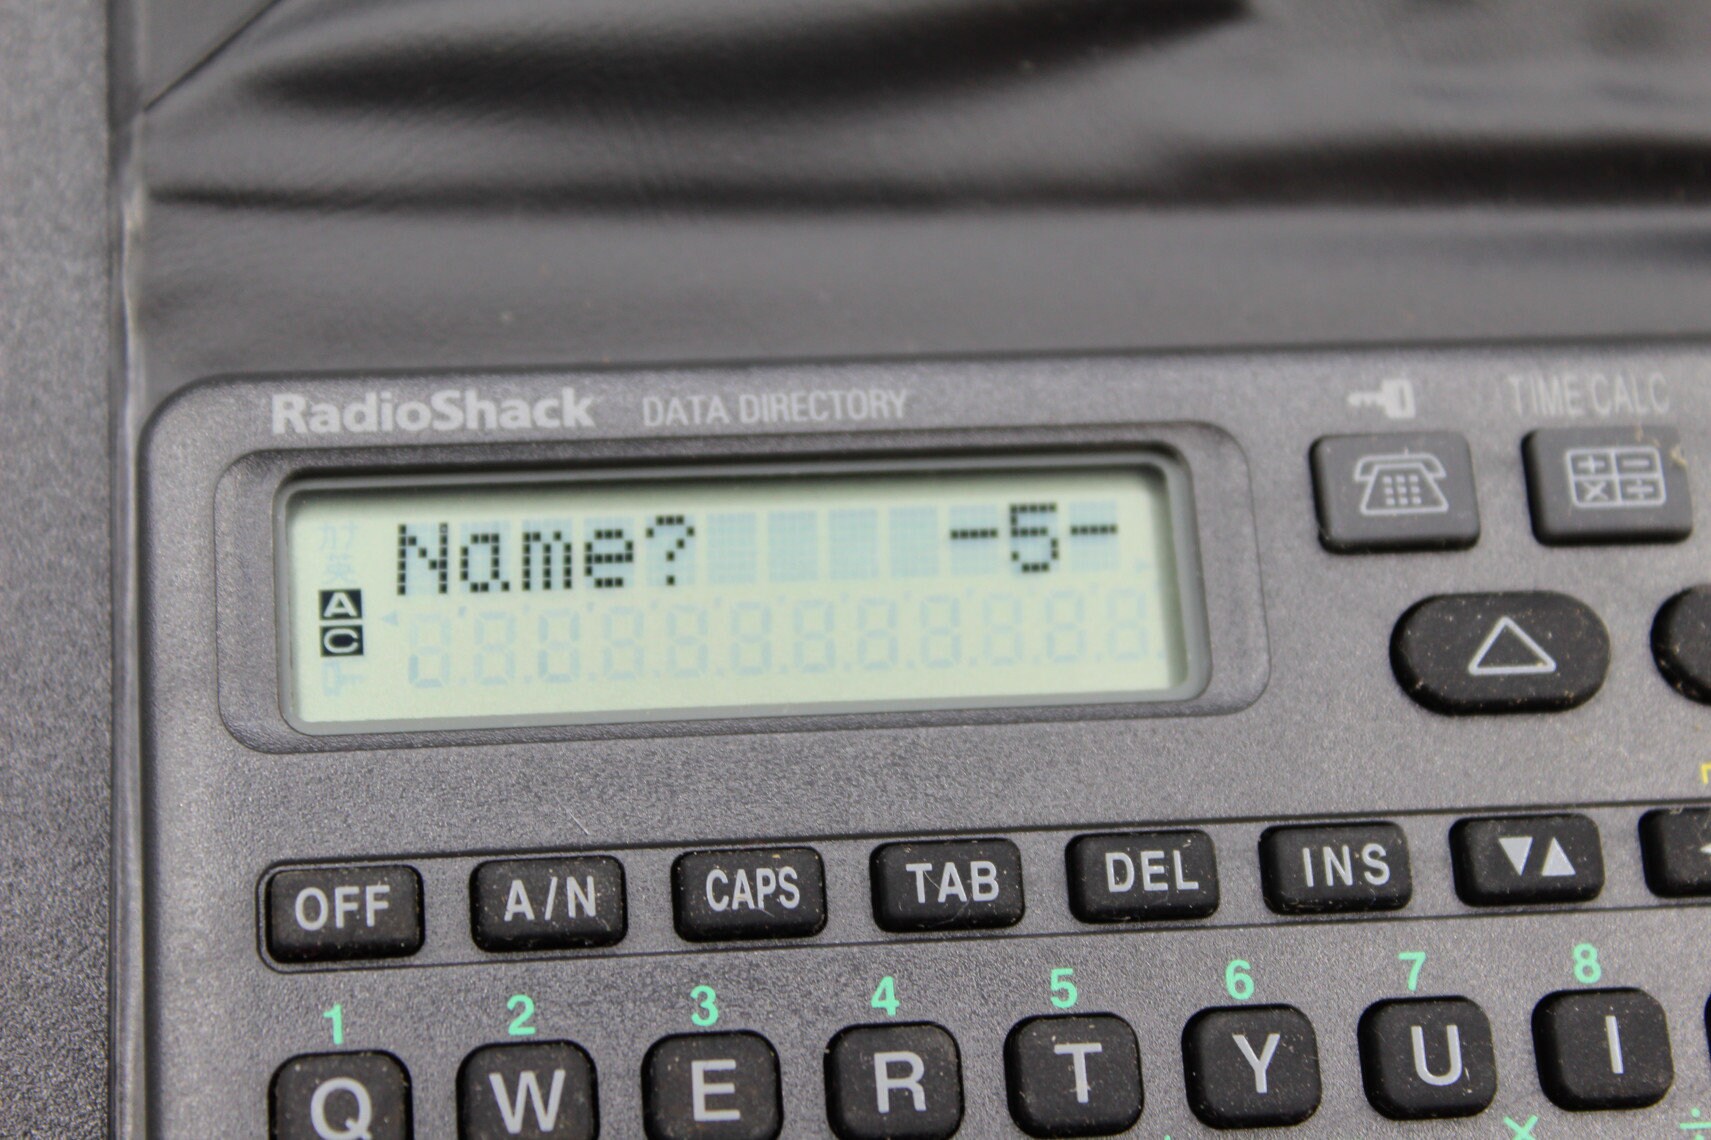 RadioShack DATA DIRECTORY
TIME CALC
Name? -5-
A
C
OFF A/N CAPS TAB DEL INS
1 2 3 4 5 6 7 8
Q W E R T Y U I
× ÷